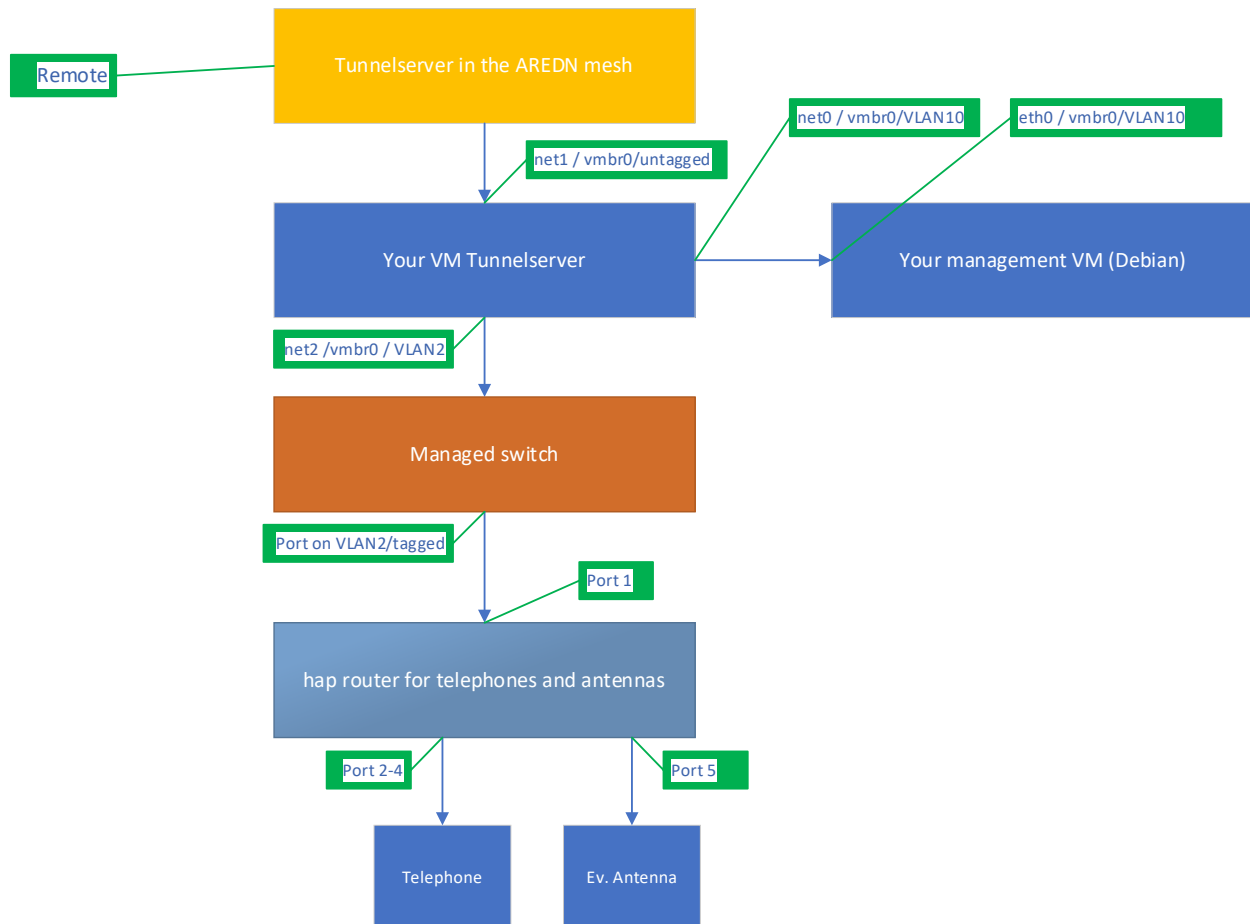 Tunnelserver in the AREDN mesh
Remote
net0 / vmbr0/VLAN10
eth0 / vmbr0/VLAN10
net1 / vmbr0/untagged
Your VM Tunnelserver
Your management VM (Debian)
net2 /vmbr0 / VLAN2
Managed switch
Port on VLAN2/tagged
Port 1
hap router for telephones and antennas
Port 2-4
Port 5
Telephone
Ev. Antenna